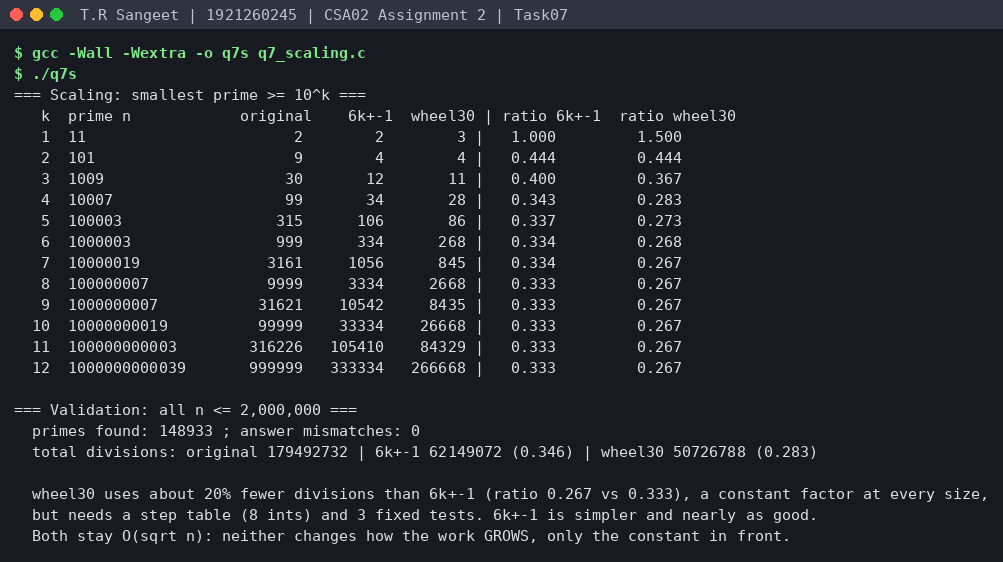 T.R Sangeet | 1921260245 | CSA02 Assignment 2 | Task07
$ gcc -Wall -Wextra -o q7s q7_scaling.c
$ ./q7s
=== Scaling: smallest prime >= 10^k ===
   k  prime n            original    6k+-1  wheel30 | ratio 6k+-1  ratio wheel30
   1  11                       2        2        3 |   1.000         1.500
   2  101                      9        4        4 |   0.444         0.444
   3  1009                    30       12       11 |   0.400         0.367
   4  10007                   99       34       28 |   0.343         0.283
   5  100003                 315      106       86 |   0.337         0.273
   6  1000003                999      334      268 |   0.334         0.268
   7  10000019              3161     1056      845 |   0.334         0.267
   8  100000007             9999     3334     2668 |   0.333         0.267
   9  1000000007           31621    10542     8435 |   0.333         0.267
  10  10000000019          99999    33334    26668 |   0.333         0.267
  11  100000000003        316226   105410    84329 |   0.333         0.267
  12  1000000000039       999999   333334   266668 |   0.333         0.267
=== Validation: all n <= 2,000,000 ===
  primes found: 148933 ; answer mismatches: 0
  total divisions: original 179492732 | 6k+-1 62149072 (0.346) | wheel30 50726788 (0.283)
  wheel30 uses about 20% fewer divisions than 6k+-1 (ratio 0.267 vs 0.333), a constant factor at every size,
  but needs a step table (8 ints) and 3 fixed tests. 6k+-1 is simpler and nearly as good.
  Both stay O(sqrt n): neither changes how the work GROWS, only the constant in front.